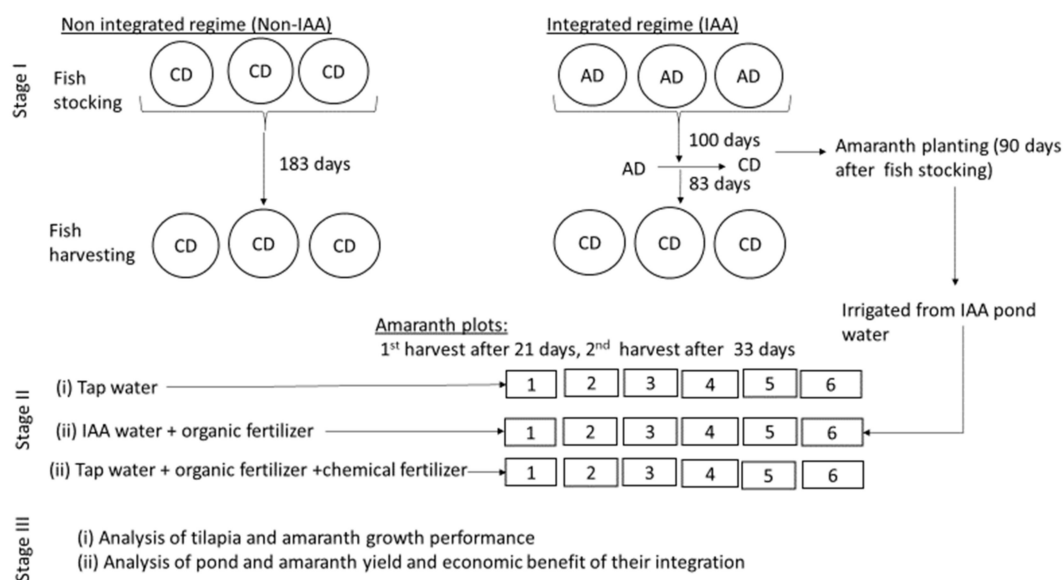 Non integrated regime (Non-IAA)
Integrated regime (IAA)
Stage I
Fish
stocking
CD CD CD
AD AD AD
183 days
100 days
AD CD
83 days
Amaranth planting (90 days
after fish stocking)
Fish
harvesting
CD CD CD
CD CD CD
Irrigated from IAA pond
water
Amaranth plots:
1st harvest after 21 days, 2nd harvest after 33 days
Stage II
(i) Tap water
1 2 3 4 5 6
(ii) IAA water + organic fertilizer
1 2 3 4 5 6
(ii) Tap water + organic fertilizer +chemical fertilizer
1 2 3 4 5 6
Stage III
(i) Analysis of tilapia and amaranth growth performance
(ii) Analysis of pond and amaranth yield and economic benefit of their integration